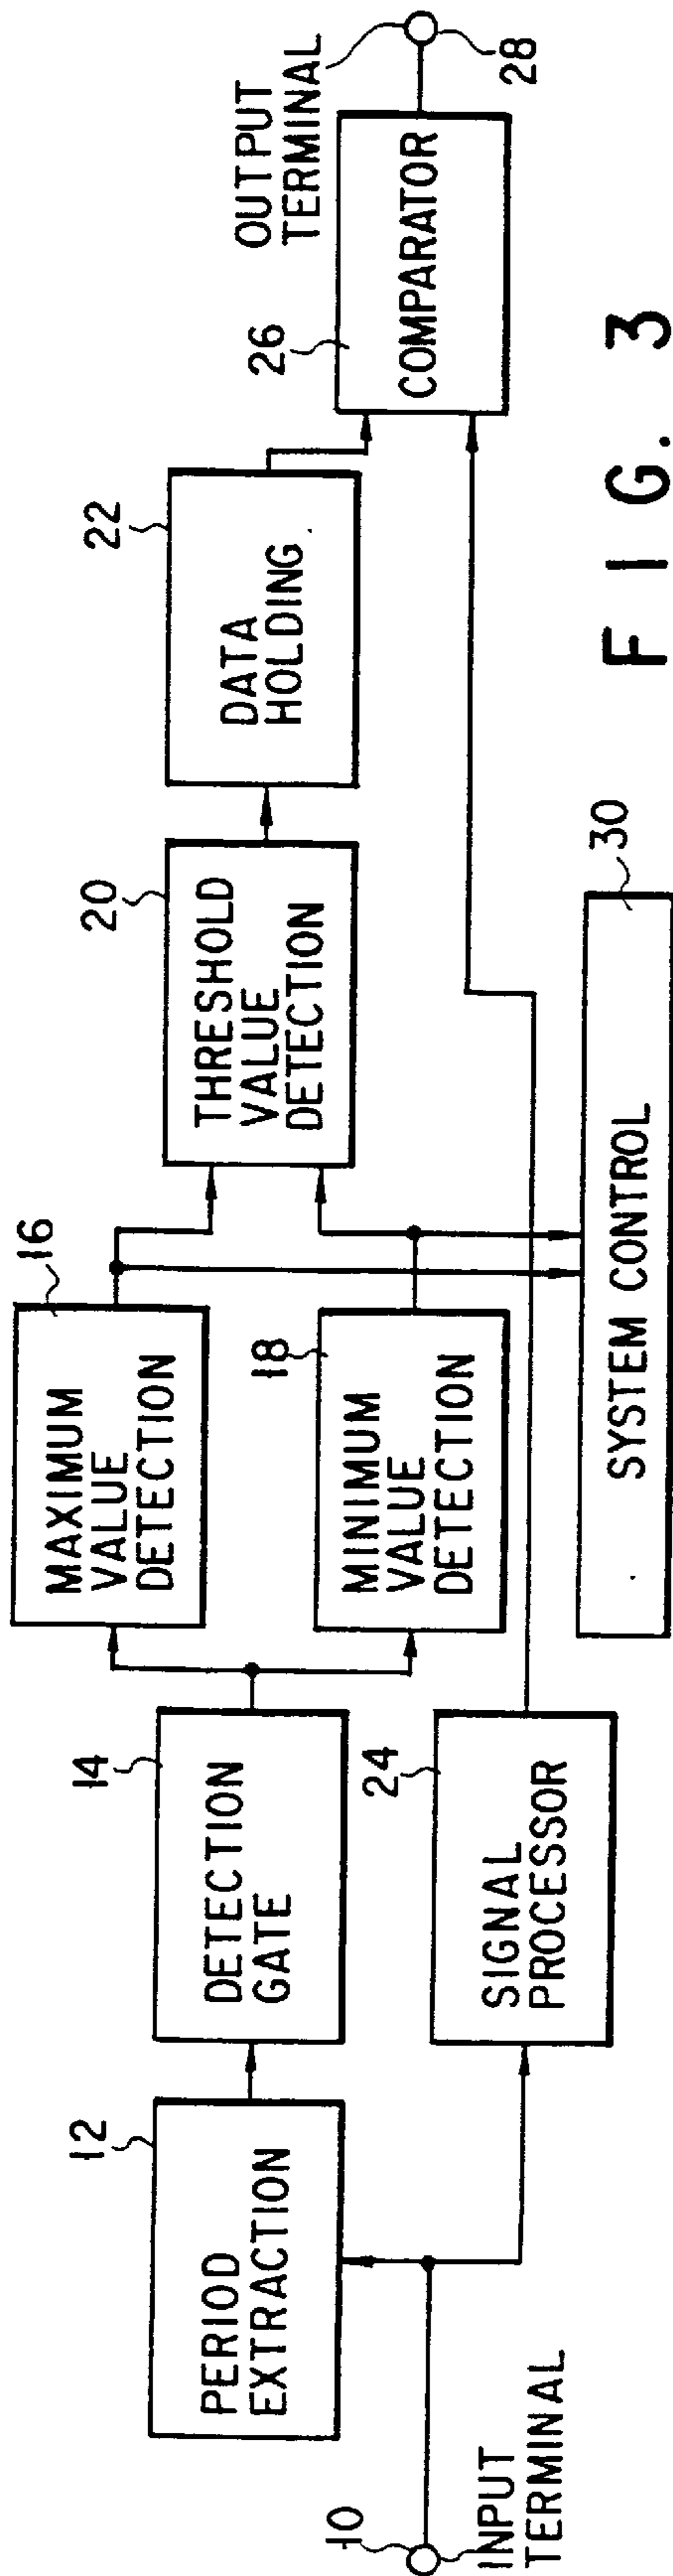 10
INPUT
TERMINAL
12
PERIOD
EXTRACTION
14
DETECTION
GATE
16
MAXIMUM
VALUE
DETECTION
18
MINIMUM
VALUE
DETECTION
20
THRESHOLD
VALUE
DETECTION
22
DATA
HOLDING
24
SIGNAL
PROCESSOR
26
COMPARATOR
OUTPUT
TERMINAL
28
30
SYSTEM CONTROL
FIG. 3